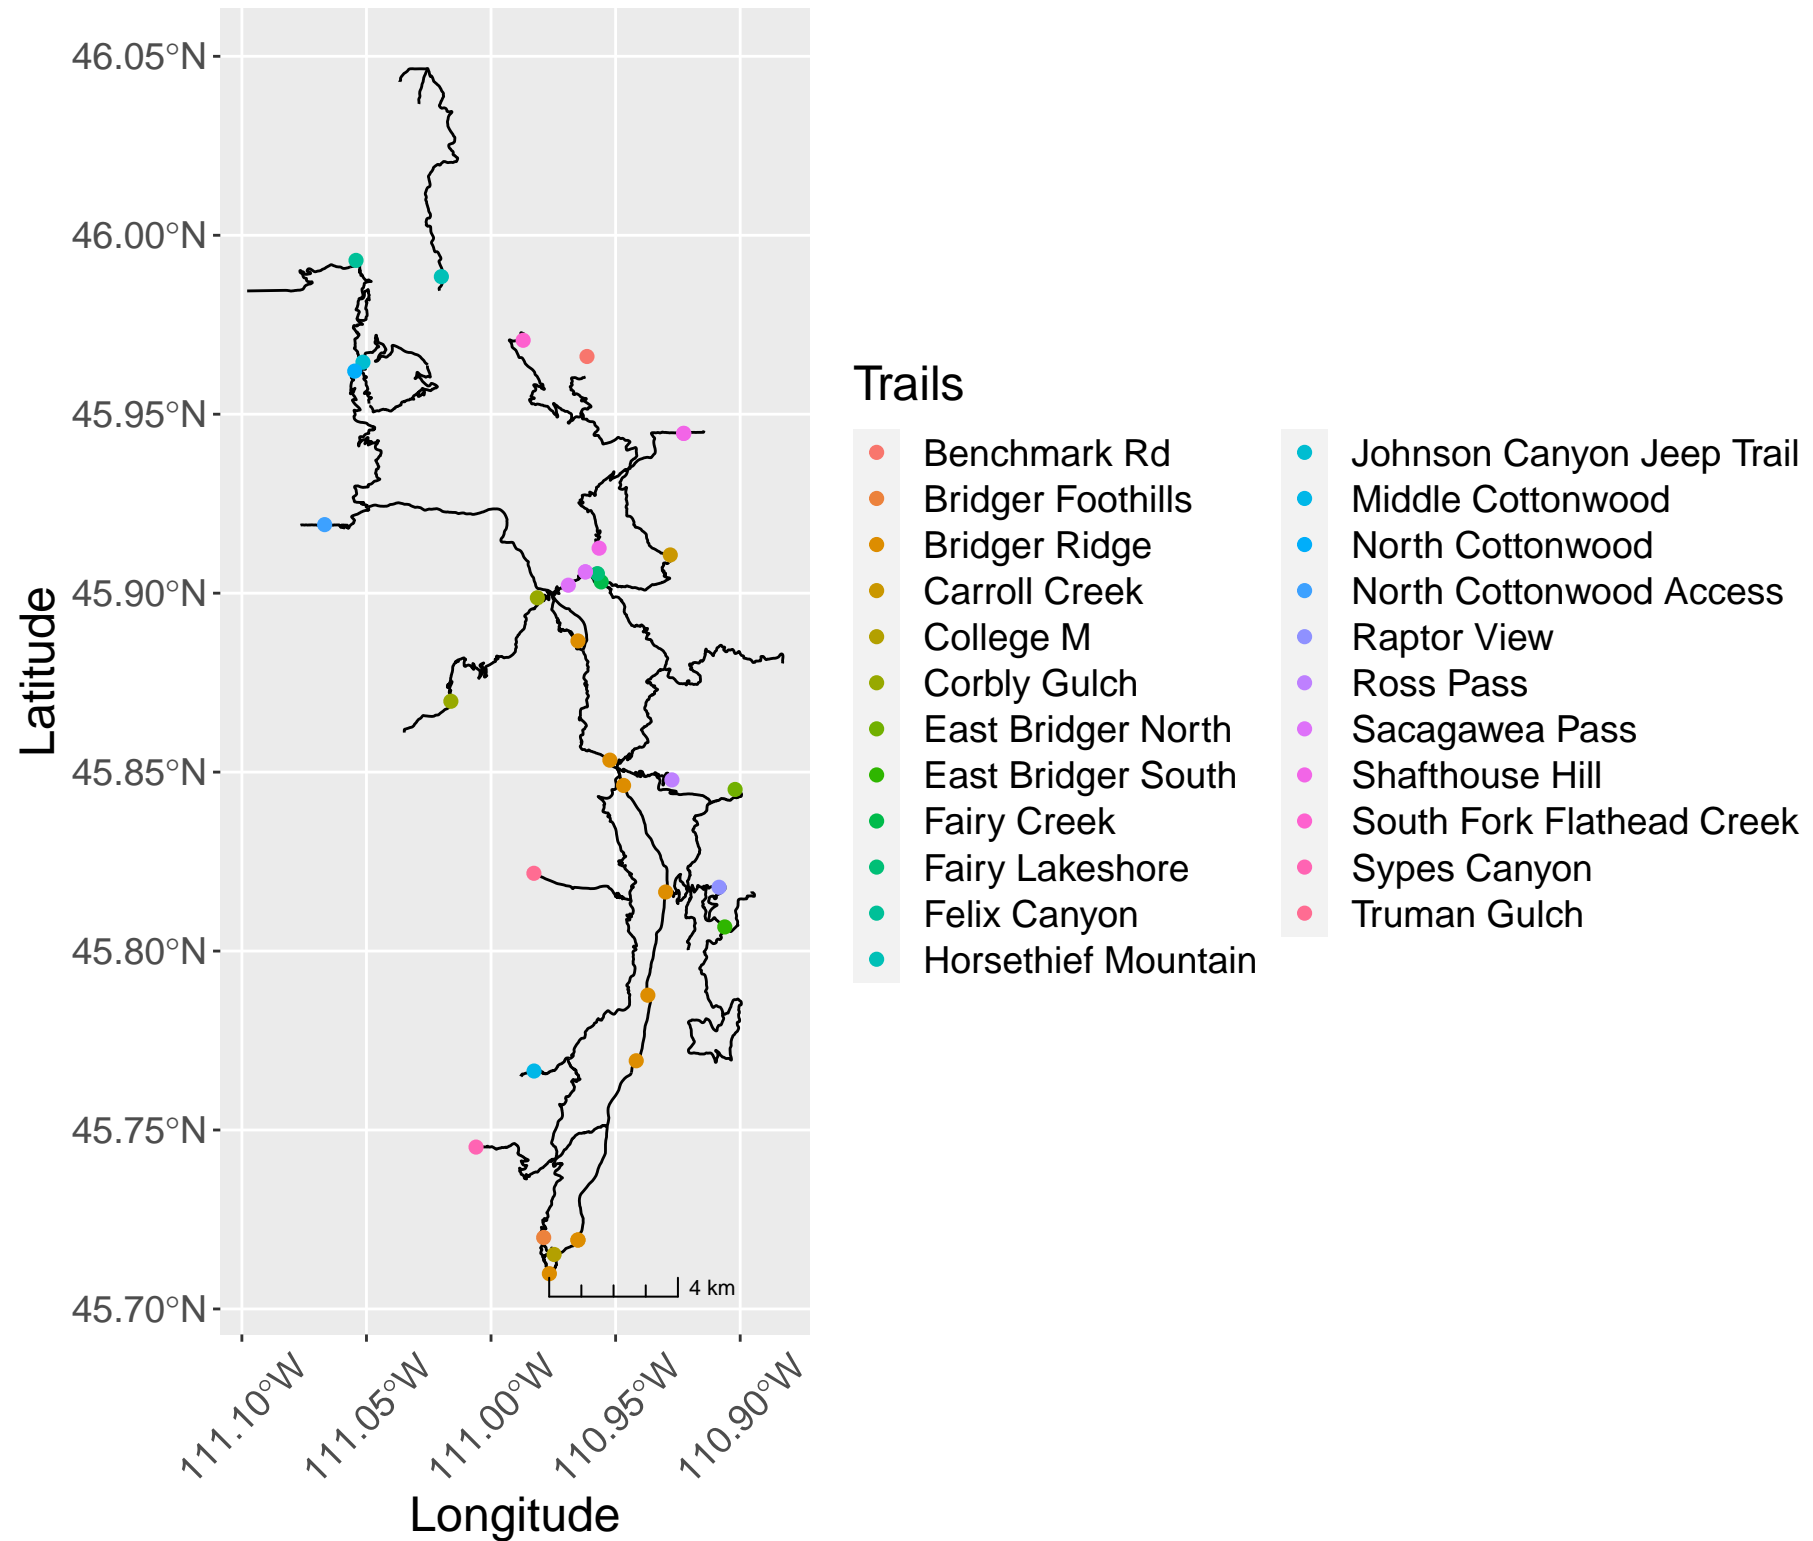 46.05°N
46.00°N
45.95°N
45.90°N
45.85°N
45.80°N
45.75°N
45.70°N
Latitude
4 km
111.10°W
111.05°W
111.00°W
110.95°W
110.90°W
Longitude
Trails
Benchmark Rd
Bridger Foothills
Bridger Ridge
Carroll Creek
College M
Corbly Gulch
East Bridger North
East Bridger South
Fairy Creek
Fairy Lakeshore
Felix Canyon
Horsethief Mountain
Johnson Canyon Jeep Trail
Middle Cottonwood
North Cottonwood
North Cottonwood Access
Raptor View
Ross Pass
Sacagawea Pass
Shafthouse Hill
South Fork Flathead Creek
Sypes Canyon
Truman Gulch